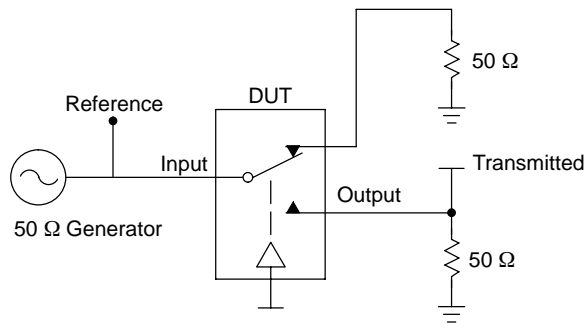 50 Ω
DUT
Reference
Input
Transmitted
Output
50 Ω Generator
50 Ω